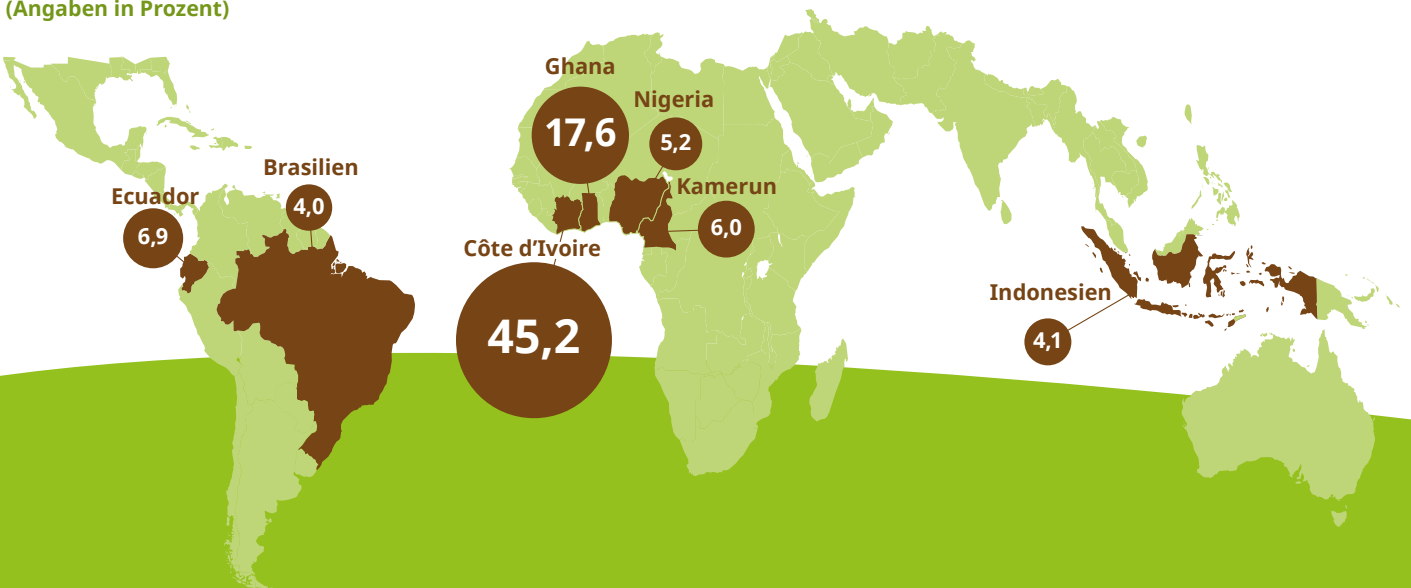 (Angaben in Prozent)
Ghana
17,6
Nigeria
5,2
Brasilien
4,0
Ecuador
6,9
Kamerun
6,0
Côte d’Ivoire
45,2
Indonesien
4,1